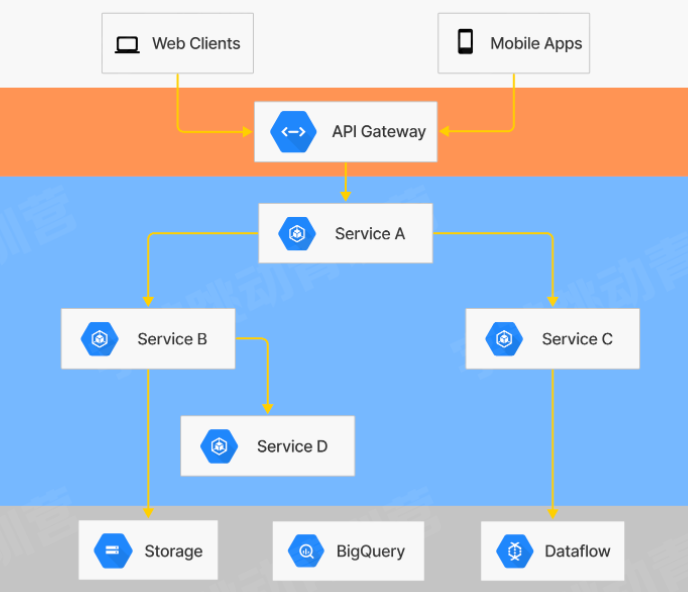 Web Clients
Mobile Apps
API Gateway
Service A
Service B
Service C
Service D
Storage
BigQuery
Dataflow